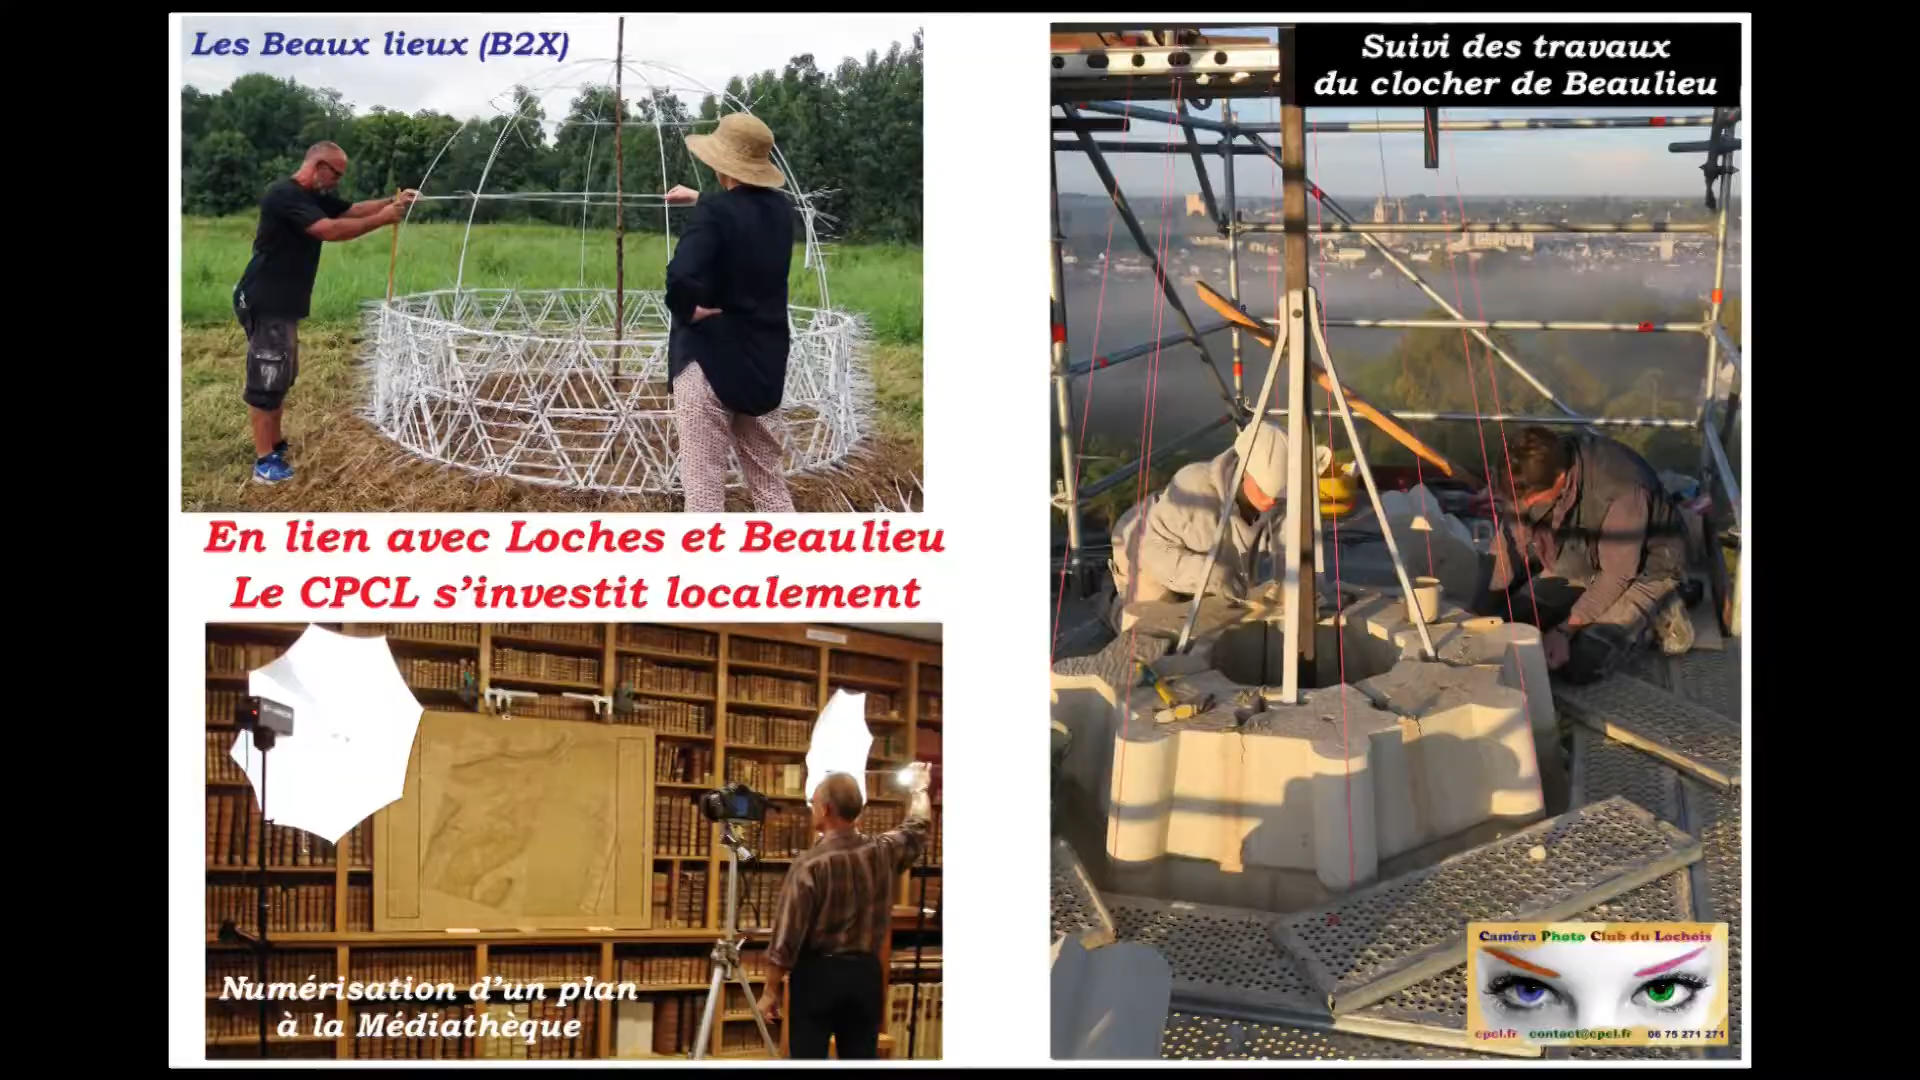 Les Beaux lieux (B2X)
Suivi des travaux
du clocher de Beaulieu
En lien avec Loches et Beaulieu
Le CPCL s'investit localement
Numérisation d'un plan
à la Médiathèque
Caméra Photo Club du Lochois
cpcl.fr contact@cpcl.fr 06 75 271 271